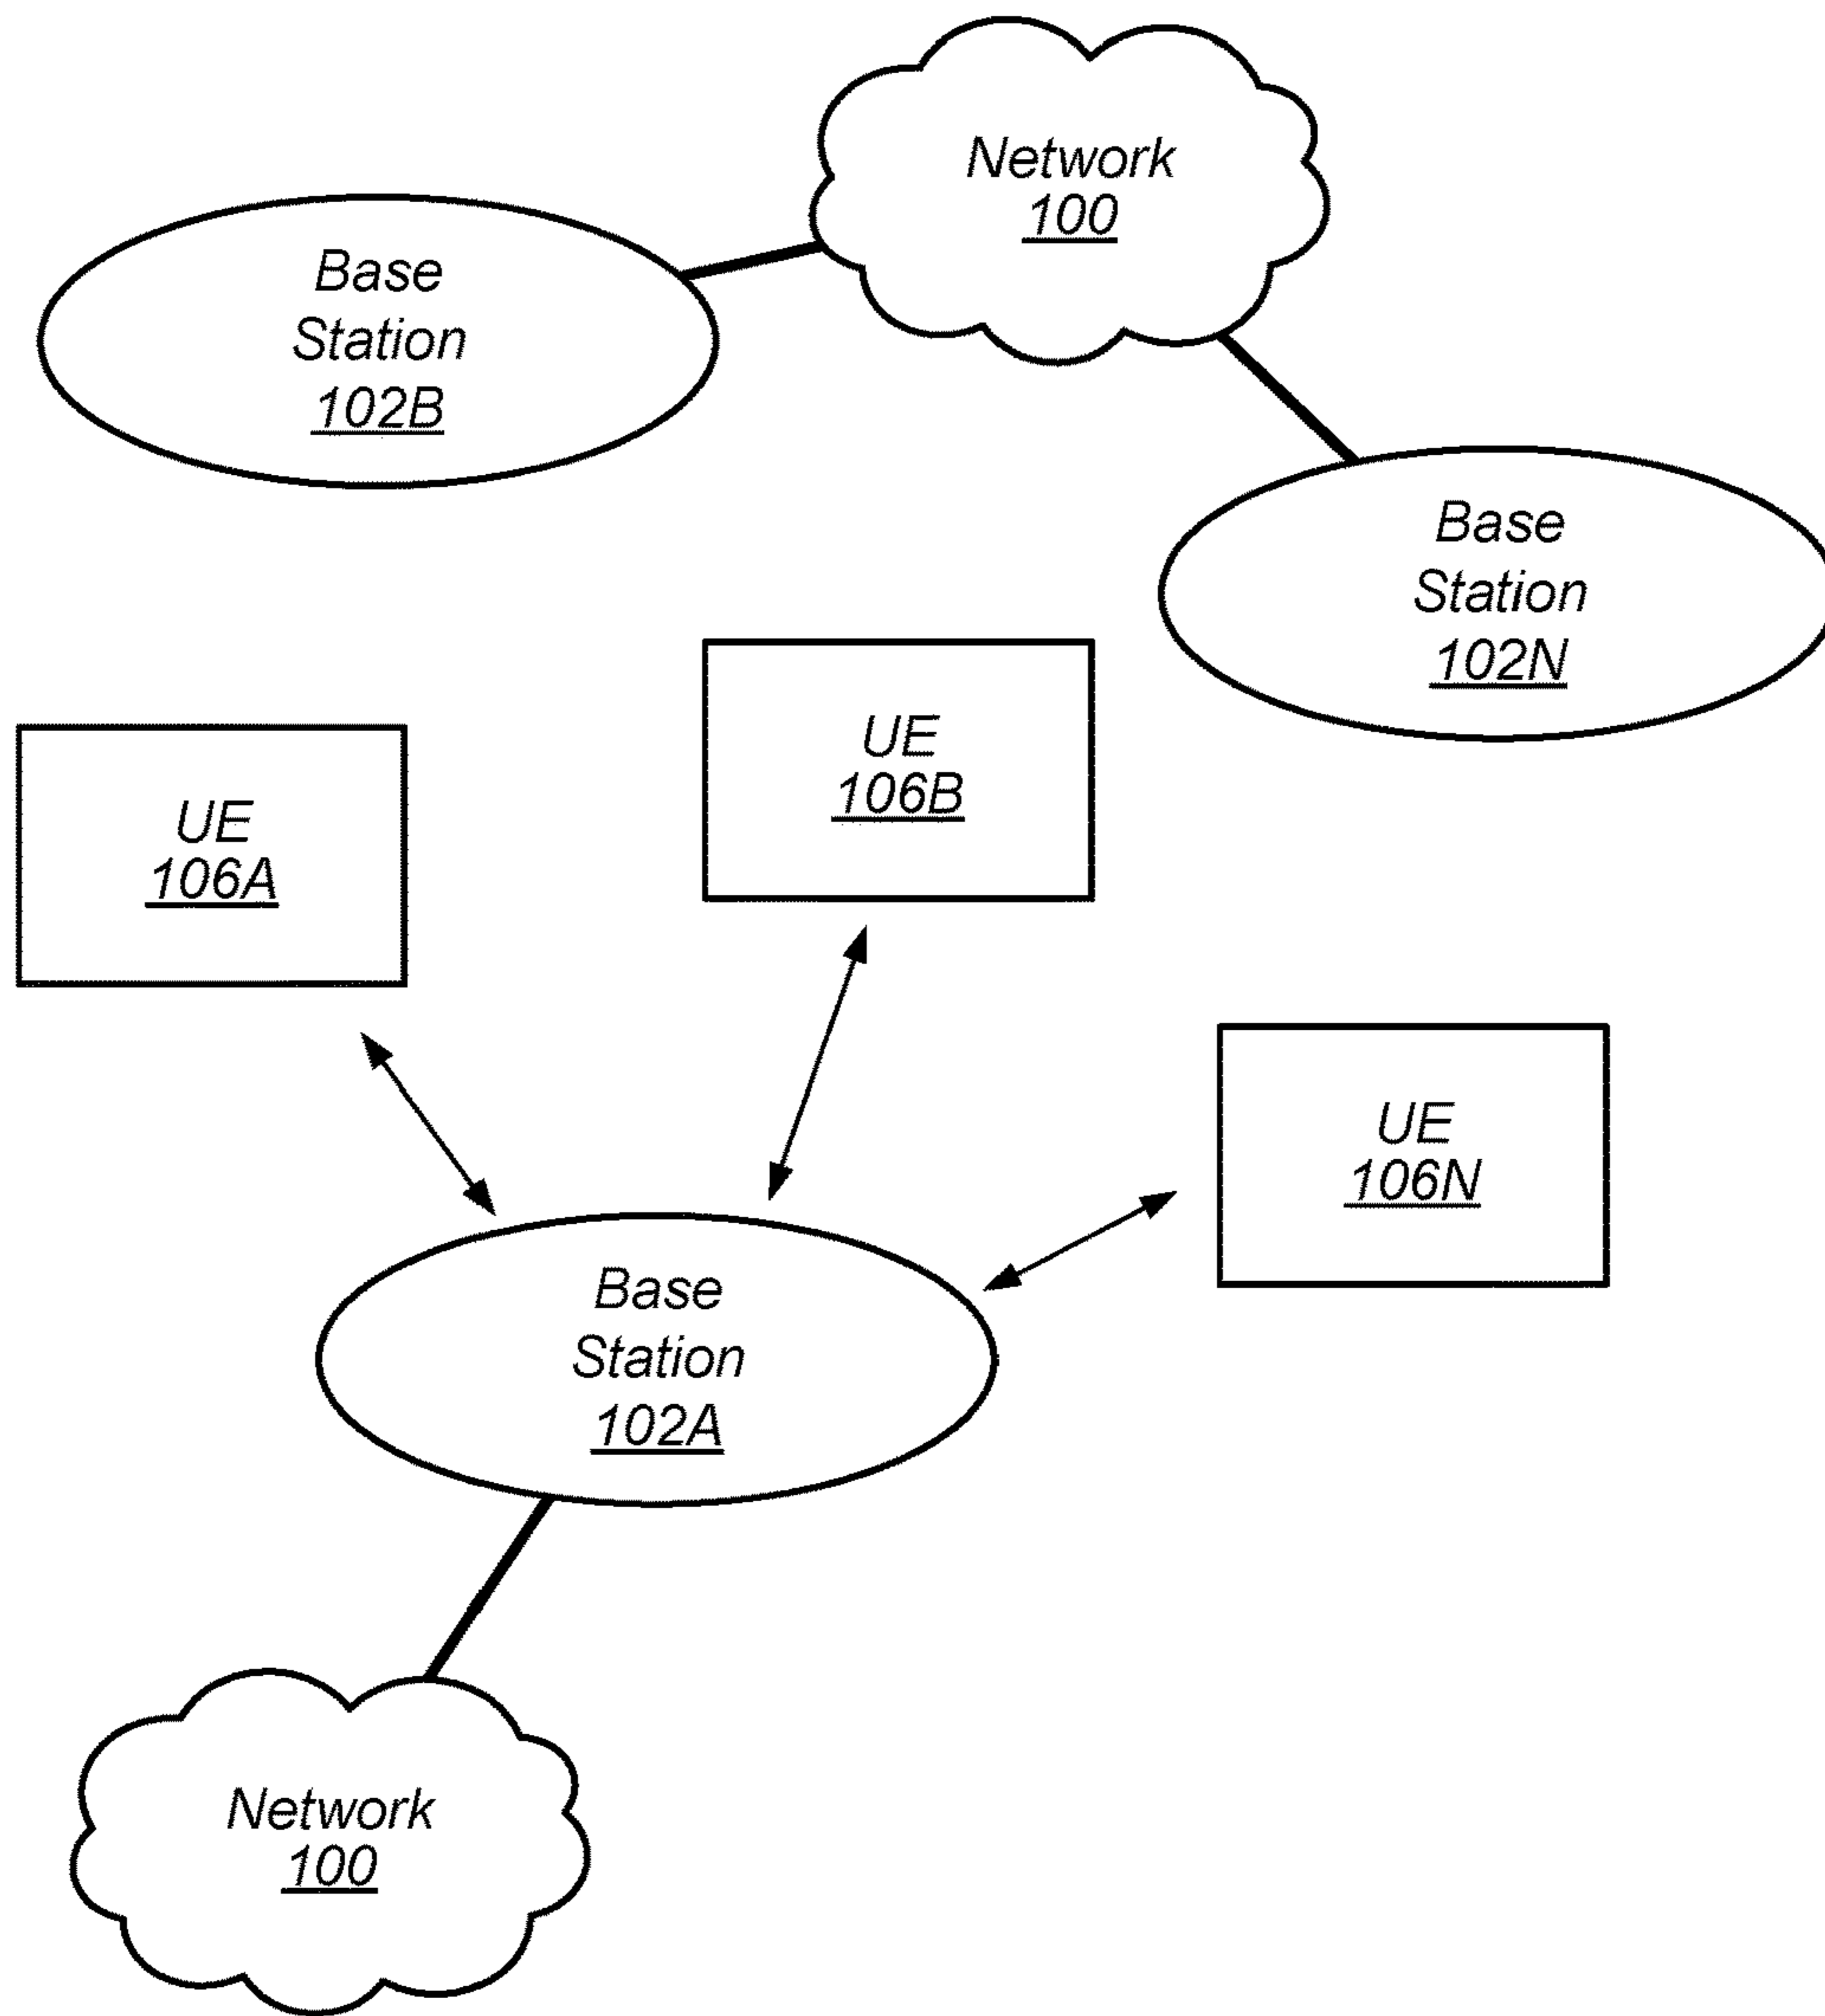 Network
100
Base
Station
102B
Base
Station
102N
UE
106B
UE
106A
UE
106N
Base
Station
102A
Network
100